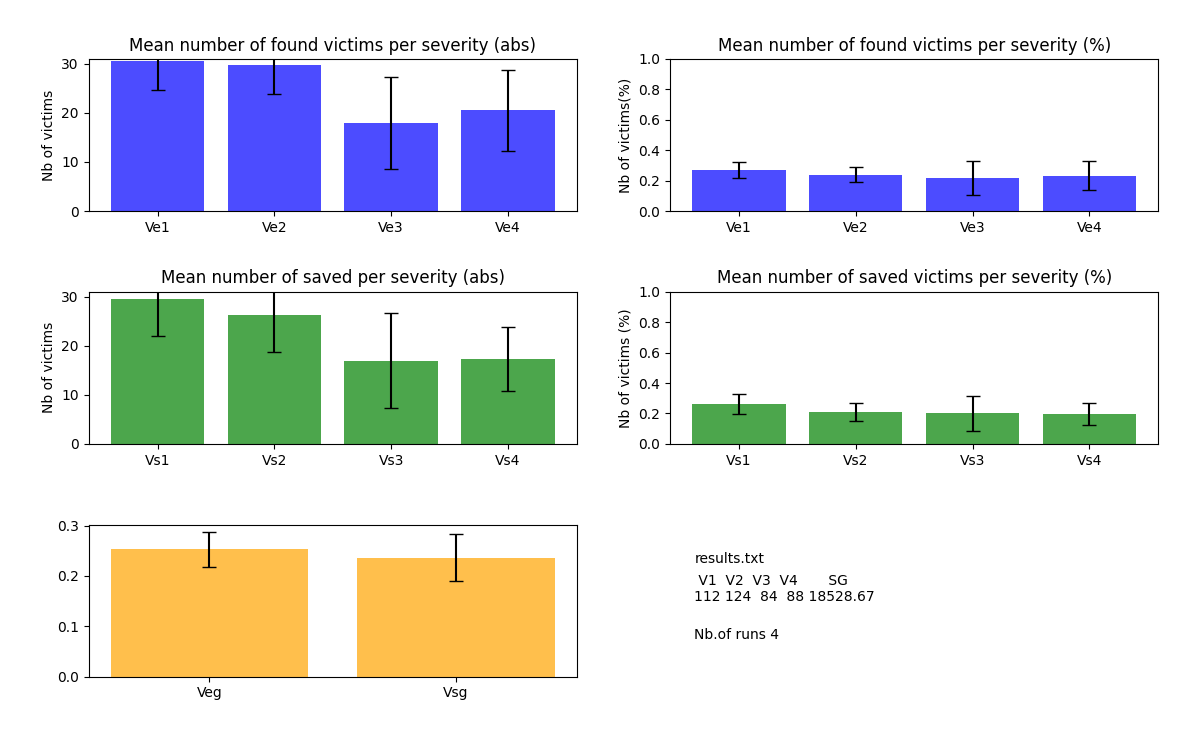 Mean number of found victims per severity (abs)
Nb of victims
30
20
10
0
Ve1 Ve2 Ve3 Ve4
Mean number of found victims per severity (%)
Nb of victims(%)
1.0
0.8
0.6
0.4
0.2
0.0
Ve1 Ve2 Ve3 Ve4
Mean number of saved per severity (abs)
Nb of victims
30
20
10
0
Vs1 Vs2 Vs3 Vs4
Mean number of saved victims per severity (%)
Nb of victims (%)
1.0
0.8
0.6
0.4
0.2
0.0
Vs1 Vs2 Vs3 Vs4
0.3
0.2
0.1
0.0
Veg Vsg
results.txt
V1 V2 V3 V4 SG
112 124 84 88 18528.67
Nb.of runs 4